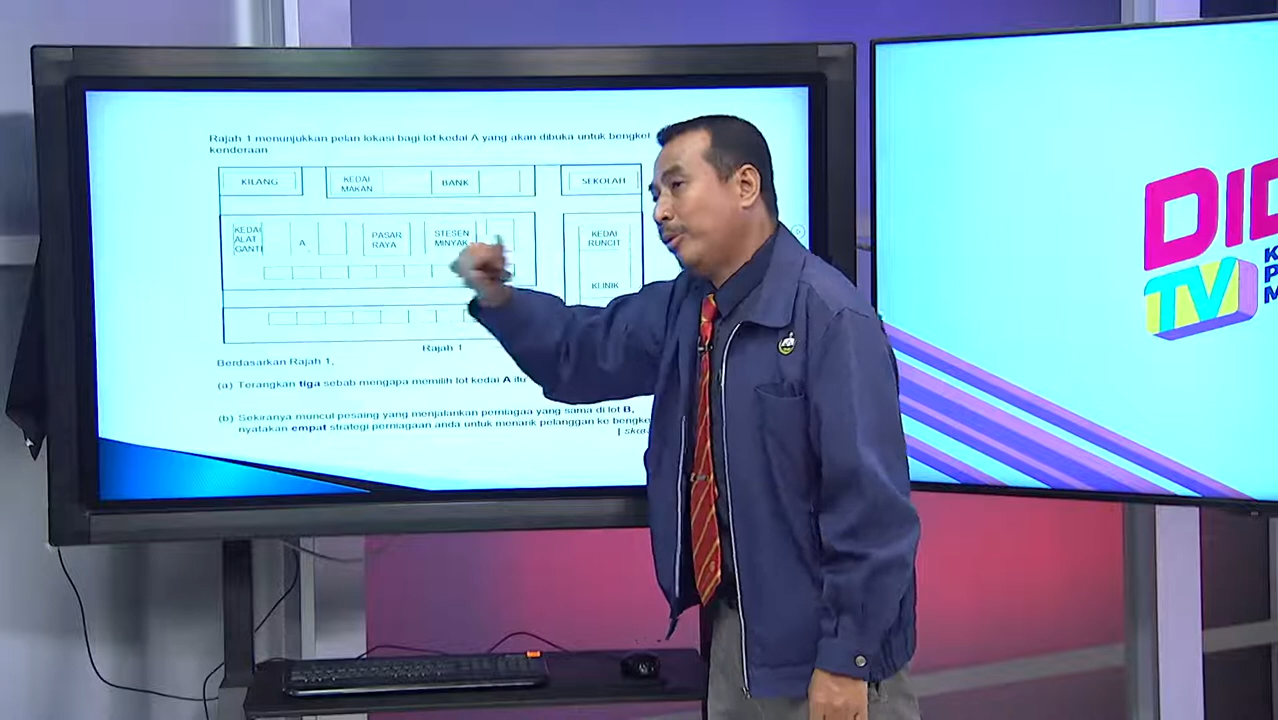 Rajah 1 menunjukkan pelan lokasi bagi lot kedai A yang akan dibuka untuk bengkel
kenderaan
KILANG
KEDAI
MAKAN
BANK
SEKOLAH
KEDAI
ALAT
GANTI
A
PASAR
RAYA
STESEN
MINYAK
KEDAI
RUNCIT
KLINIK
Rajah 1
Berdasarkan Rajah 1,
(a) Terangkan tiga sebab mengapa memilih lot kedai A itu
(b) Sekiranya muncul pesaing yang menjalankan perniagaa yang sama di lot B,
nyatakan empat strategi perniagaan anda untuk menarik pelanggan ke bengke
DID
TV
K
P
M